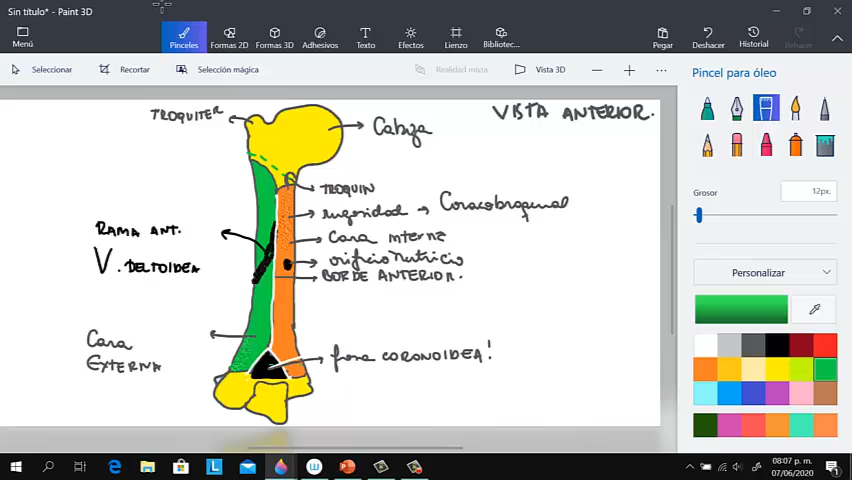 Sin título* - Paint 3D
Menú
Pinceles
Formas 2D
Formas 3D
Adhesivos
Texto
Efectos
Lienzo
Bibliotec...
Pegar
Deshacer
Historial
Rehacer
Seleccionar
Recortar
Selección mágica
Realidad mixta
Vista 3D
Pincel para óleo
Grosor
12px.
Personalizar
VISTA ANTERIOR.
TROQUITER
Cabeza
TROQUIN
rugosidad → Coracobraquial
Cara interna
orificio nutricio
BORDE ANTERIOR.
RAMA ANT.
V. DELTOIDEA
Cara
EXTERNA
fosa CORONOIDEA!
08:07 p. m.
07/06/2020